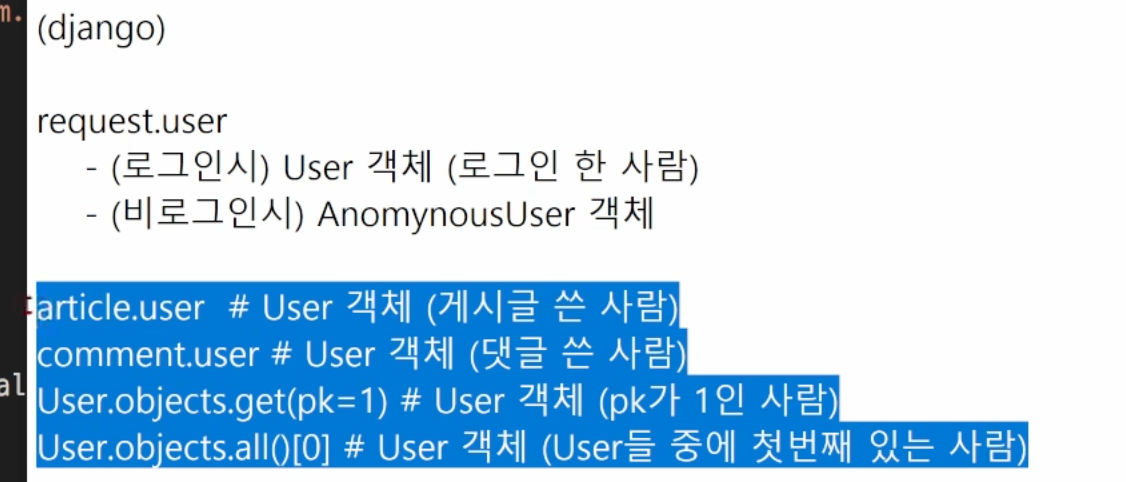 m.
(django)
request.user
- (로그인시) User 객체 (로그인 한 사람)
- (비로그인시) AnomynousUser 객체
article.user # User 객체 (게시글 쓴 사람)
comment.user # User 객체 (댓글 쓴 사람)
al
User.objects.get(pk=1) # User 객체 (pk가 1인 사람)
User.objects.all()[0] # User 객체 (User들 중에 첫번째 있는 사람)